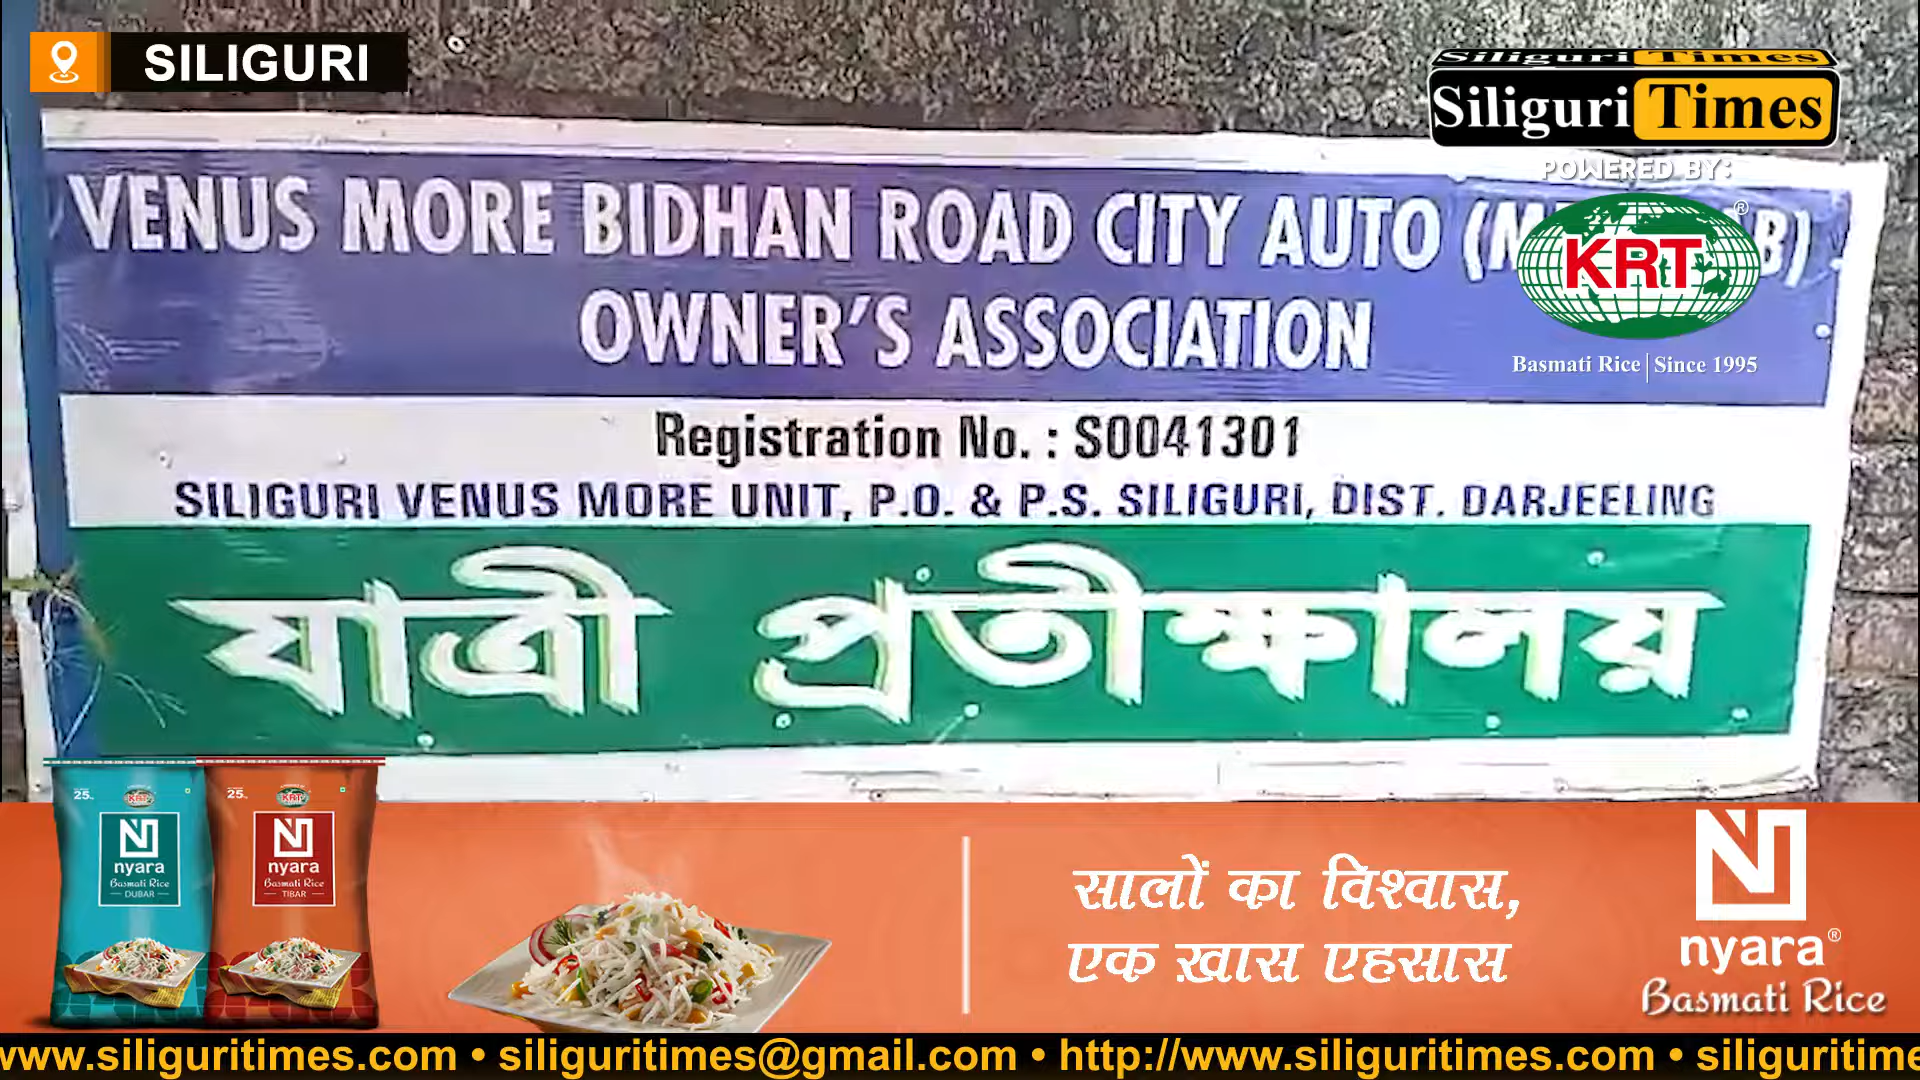 SILIGURI
Siliguri Times
Siliguri Times
POWERED BY:
KRT
Basmati Rice | Since 1995
VENUS MORE BIDHAN ROAD CITY AUTO
OWNER'S ASSOCIATION
Registration No. : S0041301
SILIGURI VENUS MORE UNIT, P.O. & P.S. SILIGURI, DIST. DARJEELING
যাত্রী প্রতীক্ষালয়
25
KRT
nyara
Basmati Rice
DUBAR
25
KRT
nyara
Basmati Rice
TIBAR
सालों का विश्वास,
एक ख़ास एहसास
nyara®
Basmati Rice
www.siliguritimes.com • siliguritimes@gmail.com • http://www.siliguritimes.com • siliguritime